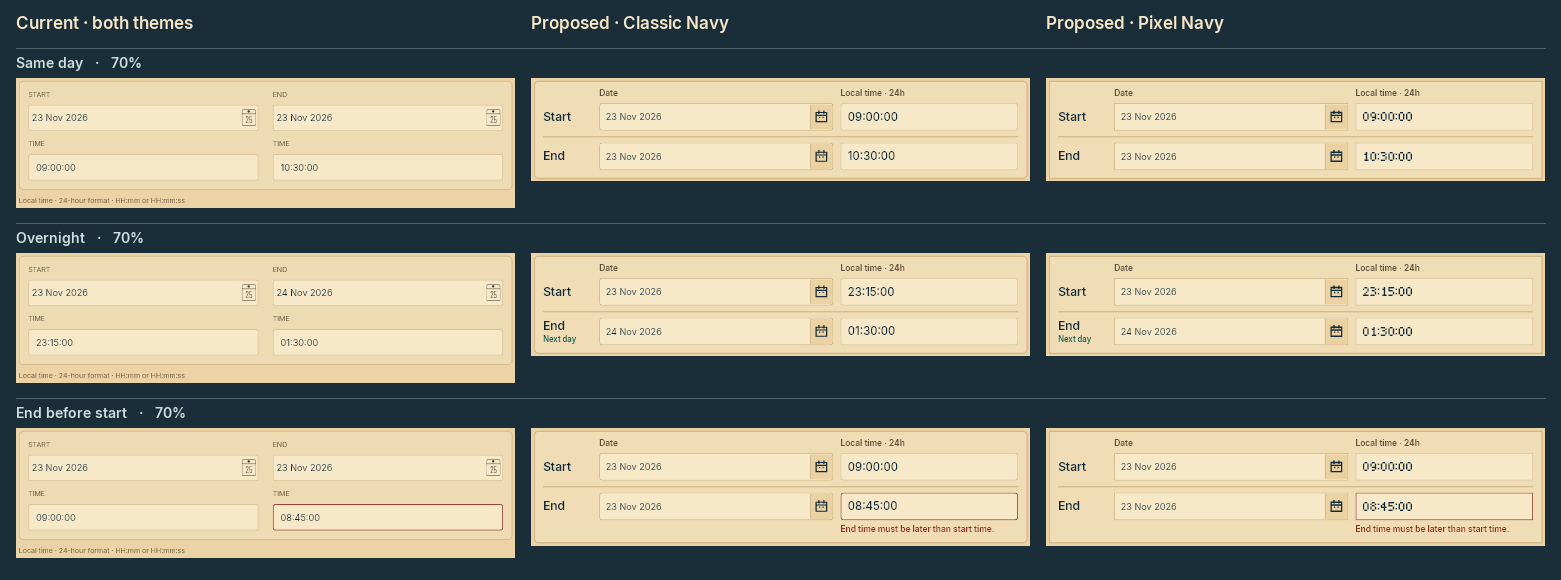 Current · both themes
Proposed · Classic Navy
Proposed · Pixel Navy
Same day · 70%
START
END
23 Nov 2026
25
23 Nov 2026
25
TIME
TIME
09:00:00
10:30:00
Local time · 24-hour format · HH:mm or HH:mm:ss
Date
Local time · 24h
Start
23 Nov 2026
09:00:00
End
23 Nov 2026
10:30:00
Date
Local time · 24h
Start
23 Nov 2026
09:00:00
End
23 Nov 2026
10:30:00
Overnight · 70%
START
END
23 Nov 2026
25
24 Nov 2026
25
TIME
TIME
23:15:00
01:30:00
Local time · 24-hour format · HH:mm or HH:mm:ss
Date
Local time · 24h
Start
23 Nov 2026
23:15:00
End
Next day
24 Nov 2026
01:30:00
Date
Local time · 24h
Start
23 Nov 2026
23:15:00
End
Next day
24 Nov 2026
01:30:00
End before start · 70%
START
END
23 Nov 2026
25
23 Nov 2026
25
TIME
TIME
09:00:00
08:45:00
Local time · 24-hour format · HH:mm or HH:mm:ss
Date
Local time · 24h
Start
23 Nov 2026
09:00:00
End
23 Nov 2026
08:45:00
End time must be later than start time.
Date
Local time · 24h
Start
23 Nov 2026
09:00:00
End
23 Nov 2026
08:45:00
End time must be later than start time.